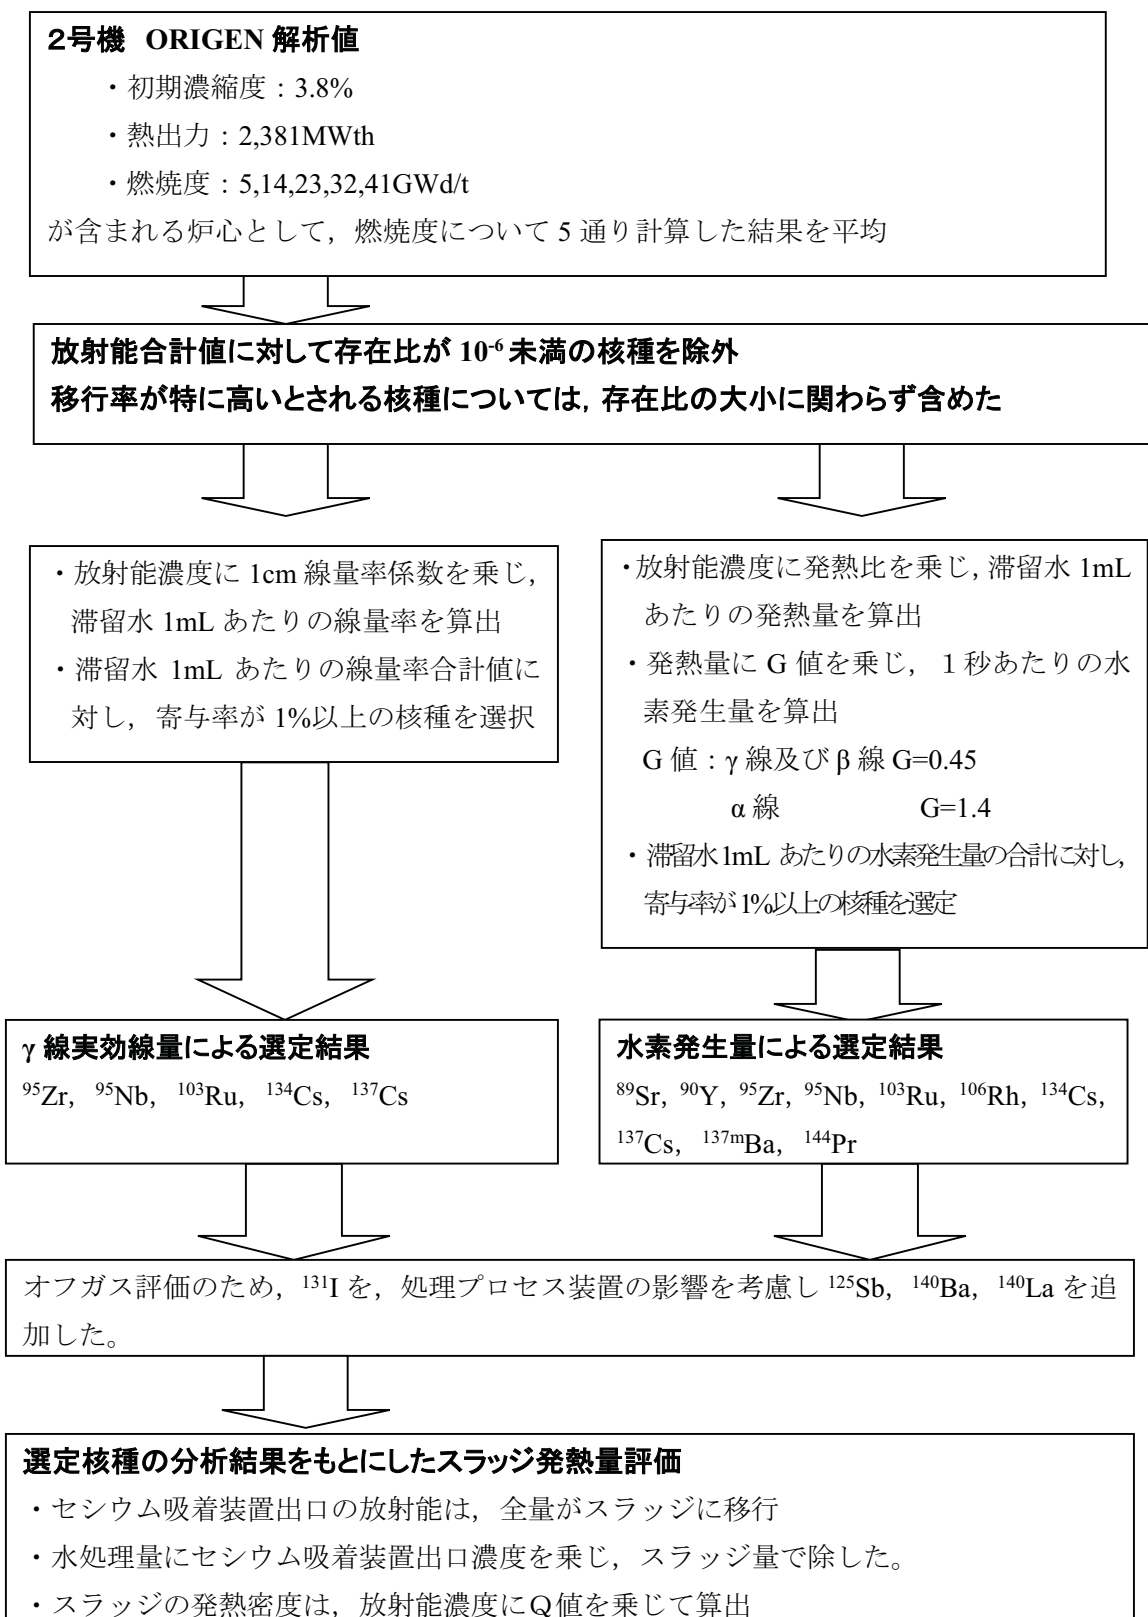 ２号機 ORIGEN 解析値
・初期濃縮度：3.8%
・熱出力：2,381MWth
・燃焼度：5,14,23,32,41GWd/t
が含まれる炉心として，燃焼度について 5 通り計算した結果を平均
放射能合計値に対して存在比が 10⁻⁶ 未満の核種を除外
移行率が特に高いとされる核種については，存在比の大小に関わらず含めた
・放射能濃度に 1cm 線量率係数を乗じ，
滞留水 1mL あたりの線量率を算出
・滞留水 1mL あたりの線量率合計値に
対し，寄与率が 1%以上の核種を選択
・放射能濃度に発熱比を乗じ，滞留水 1mL
あたりの発熱量を算出
・発熱量に G 値を乗じ，１秒あたりの水
素発生量を算出
G 値：γ 線及び β 線 G=0.45
α 線 G=1.4
・滞留水 1mL あたりの水素発生量の合計に対し，
寄与率が 1%以上の核種を選定
γ 線実効線量による選定結果
⁹⁵Zr，⁹⁵Nb，¹⁰³Ru，¹³⁴Cs，¹³⁷Cs
水素発生量による選定結果
⁸⁹Sr，⁹⁰Y，⁹⁵Zr，⁹⁵Nb，¹⁰³Ru，¹⁰⁶Rh，¹³⁴Cs，
¹³⁷Cs，¹³⁷ᵐBa，¹⁴⁴Pr
オフガス評価のため，¹³¹I を，処理プロセス装置の影響を考慮し ¹²⁵Sb，¹⁴⁰Ba，¹⁴⁰La を追
加した。
選定核種の分析結果をもとにしたスラッジ発熱量評価
・セシウム吸着装置出口の放射能は，全量がスラッジに移行
・水処理量にセシウム吸着装置出口濃度を乗じ，スラッジ量で除した。
・スラッジの発熱密度は，放射能濃度にＱ値を乗じて算出